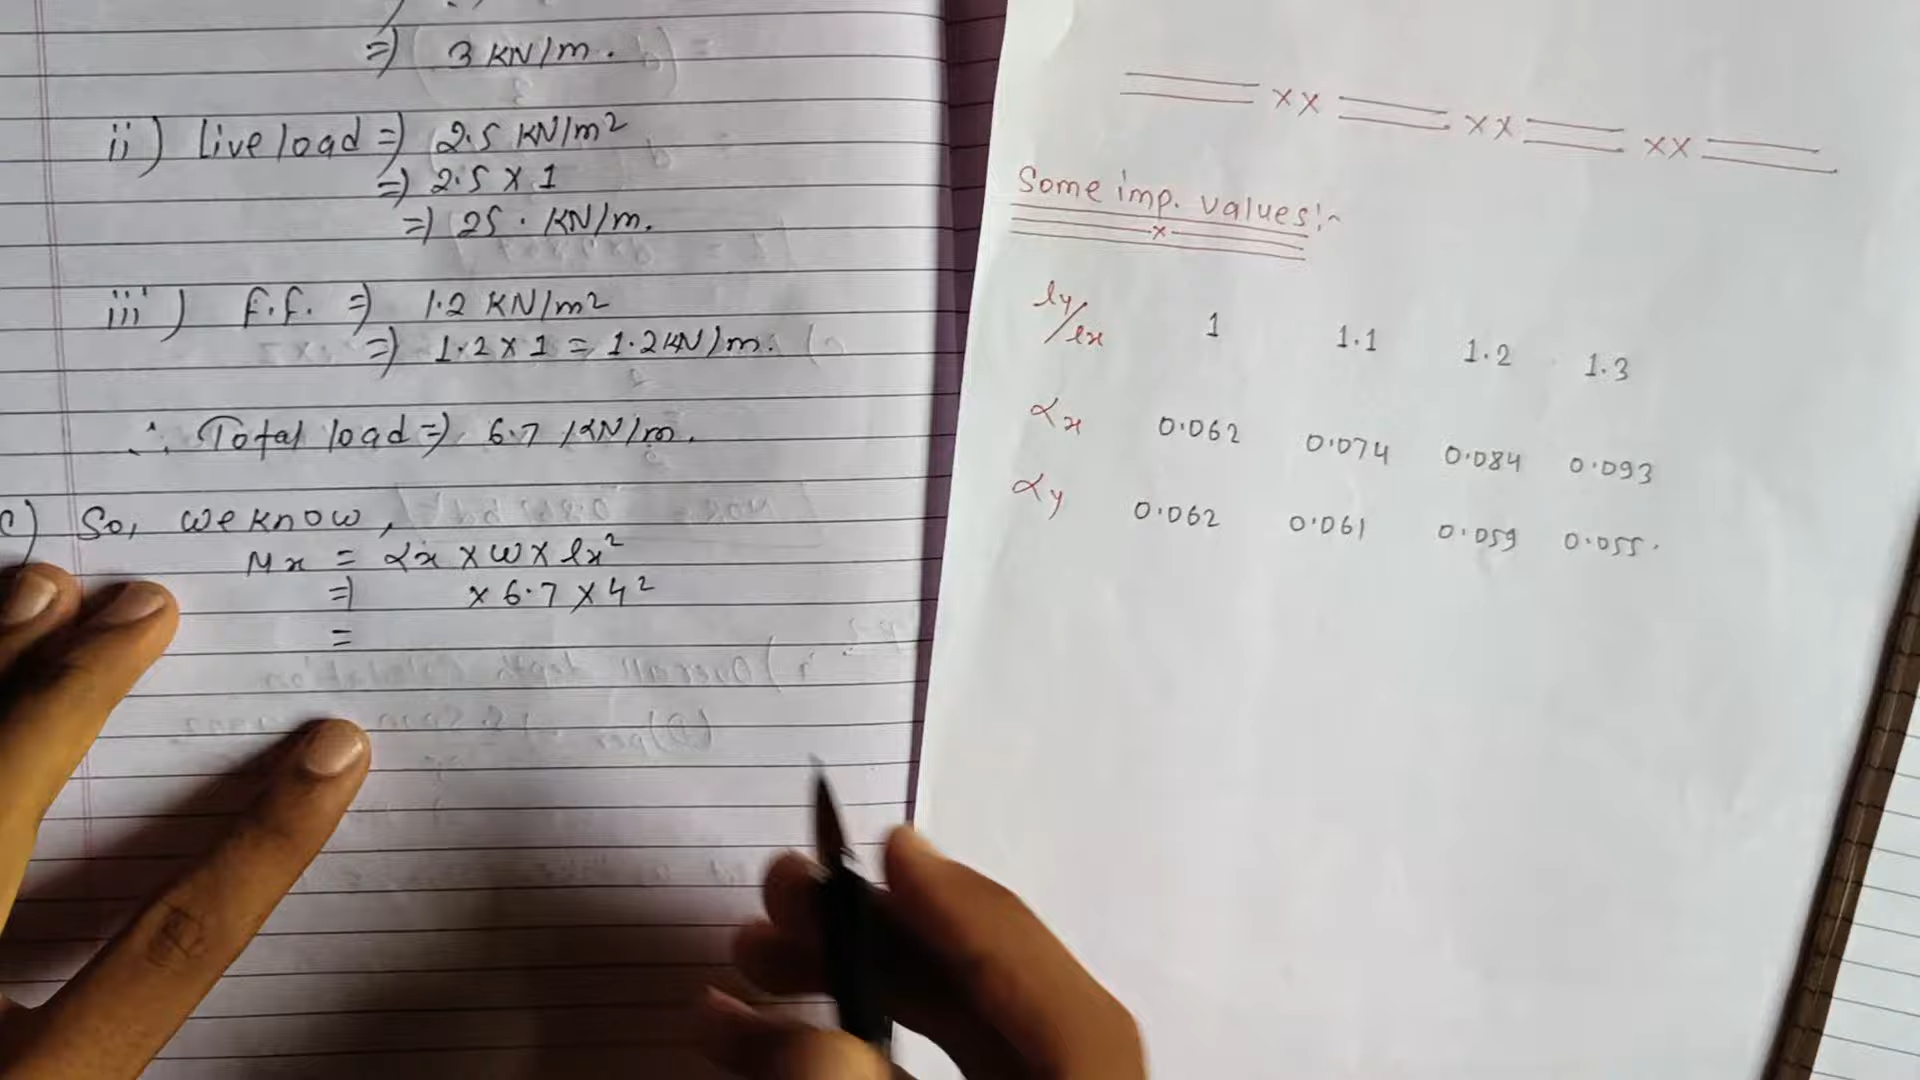 => 3 KN/m.
ii) Live load => 2.5 KN/m2
=> 2.5 x 1
=> 25. KN/m.
iii) F.F. => 1.2 KN/m2
=> 1.2 x 1 = 1.2 KN/m.
∴ Total load => 6.7 KN/m.
c) So, we know,
Mx = αx x w x lx²
=> x 6.7 x 4²
=
xx xx xx
Some imp. values:~
x
ly/lx 1 1.1 1.2 1.3
αx 0.062 0.074 0.084 0.093
αy 0.062 0.061 0.059 0.055.